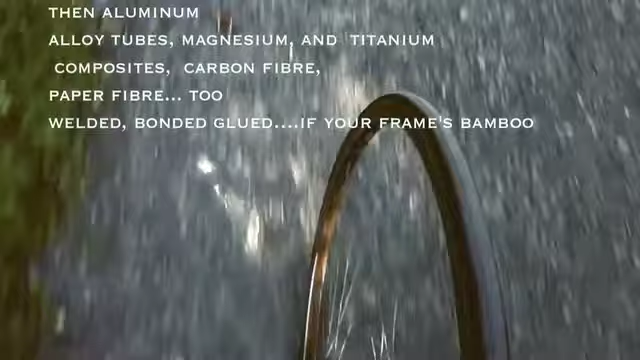 THEN ALUMINUM
ALLOY TUBES, MAGNESIUM, AND TITANIUM
COMPOSITES, CARBON FIBRE,
PAPER FIBRE... TOO
WELDED, BONDED GLUED....IF YOUR FRAME'S BAMBOO